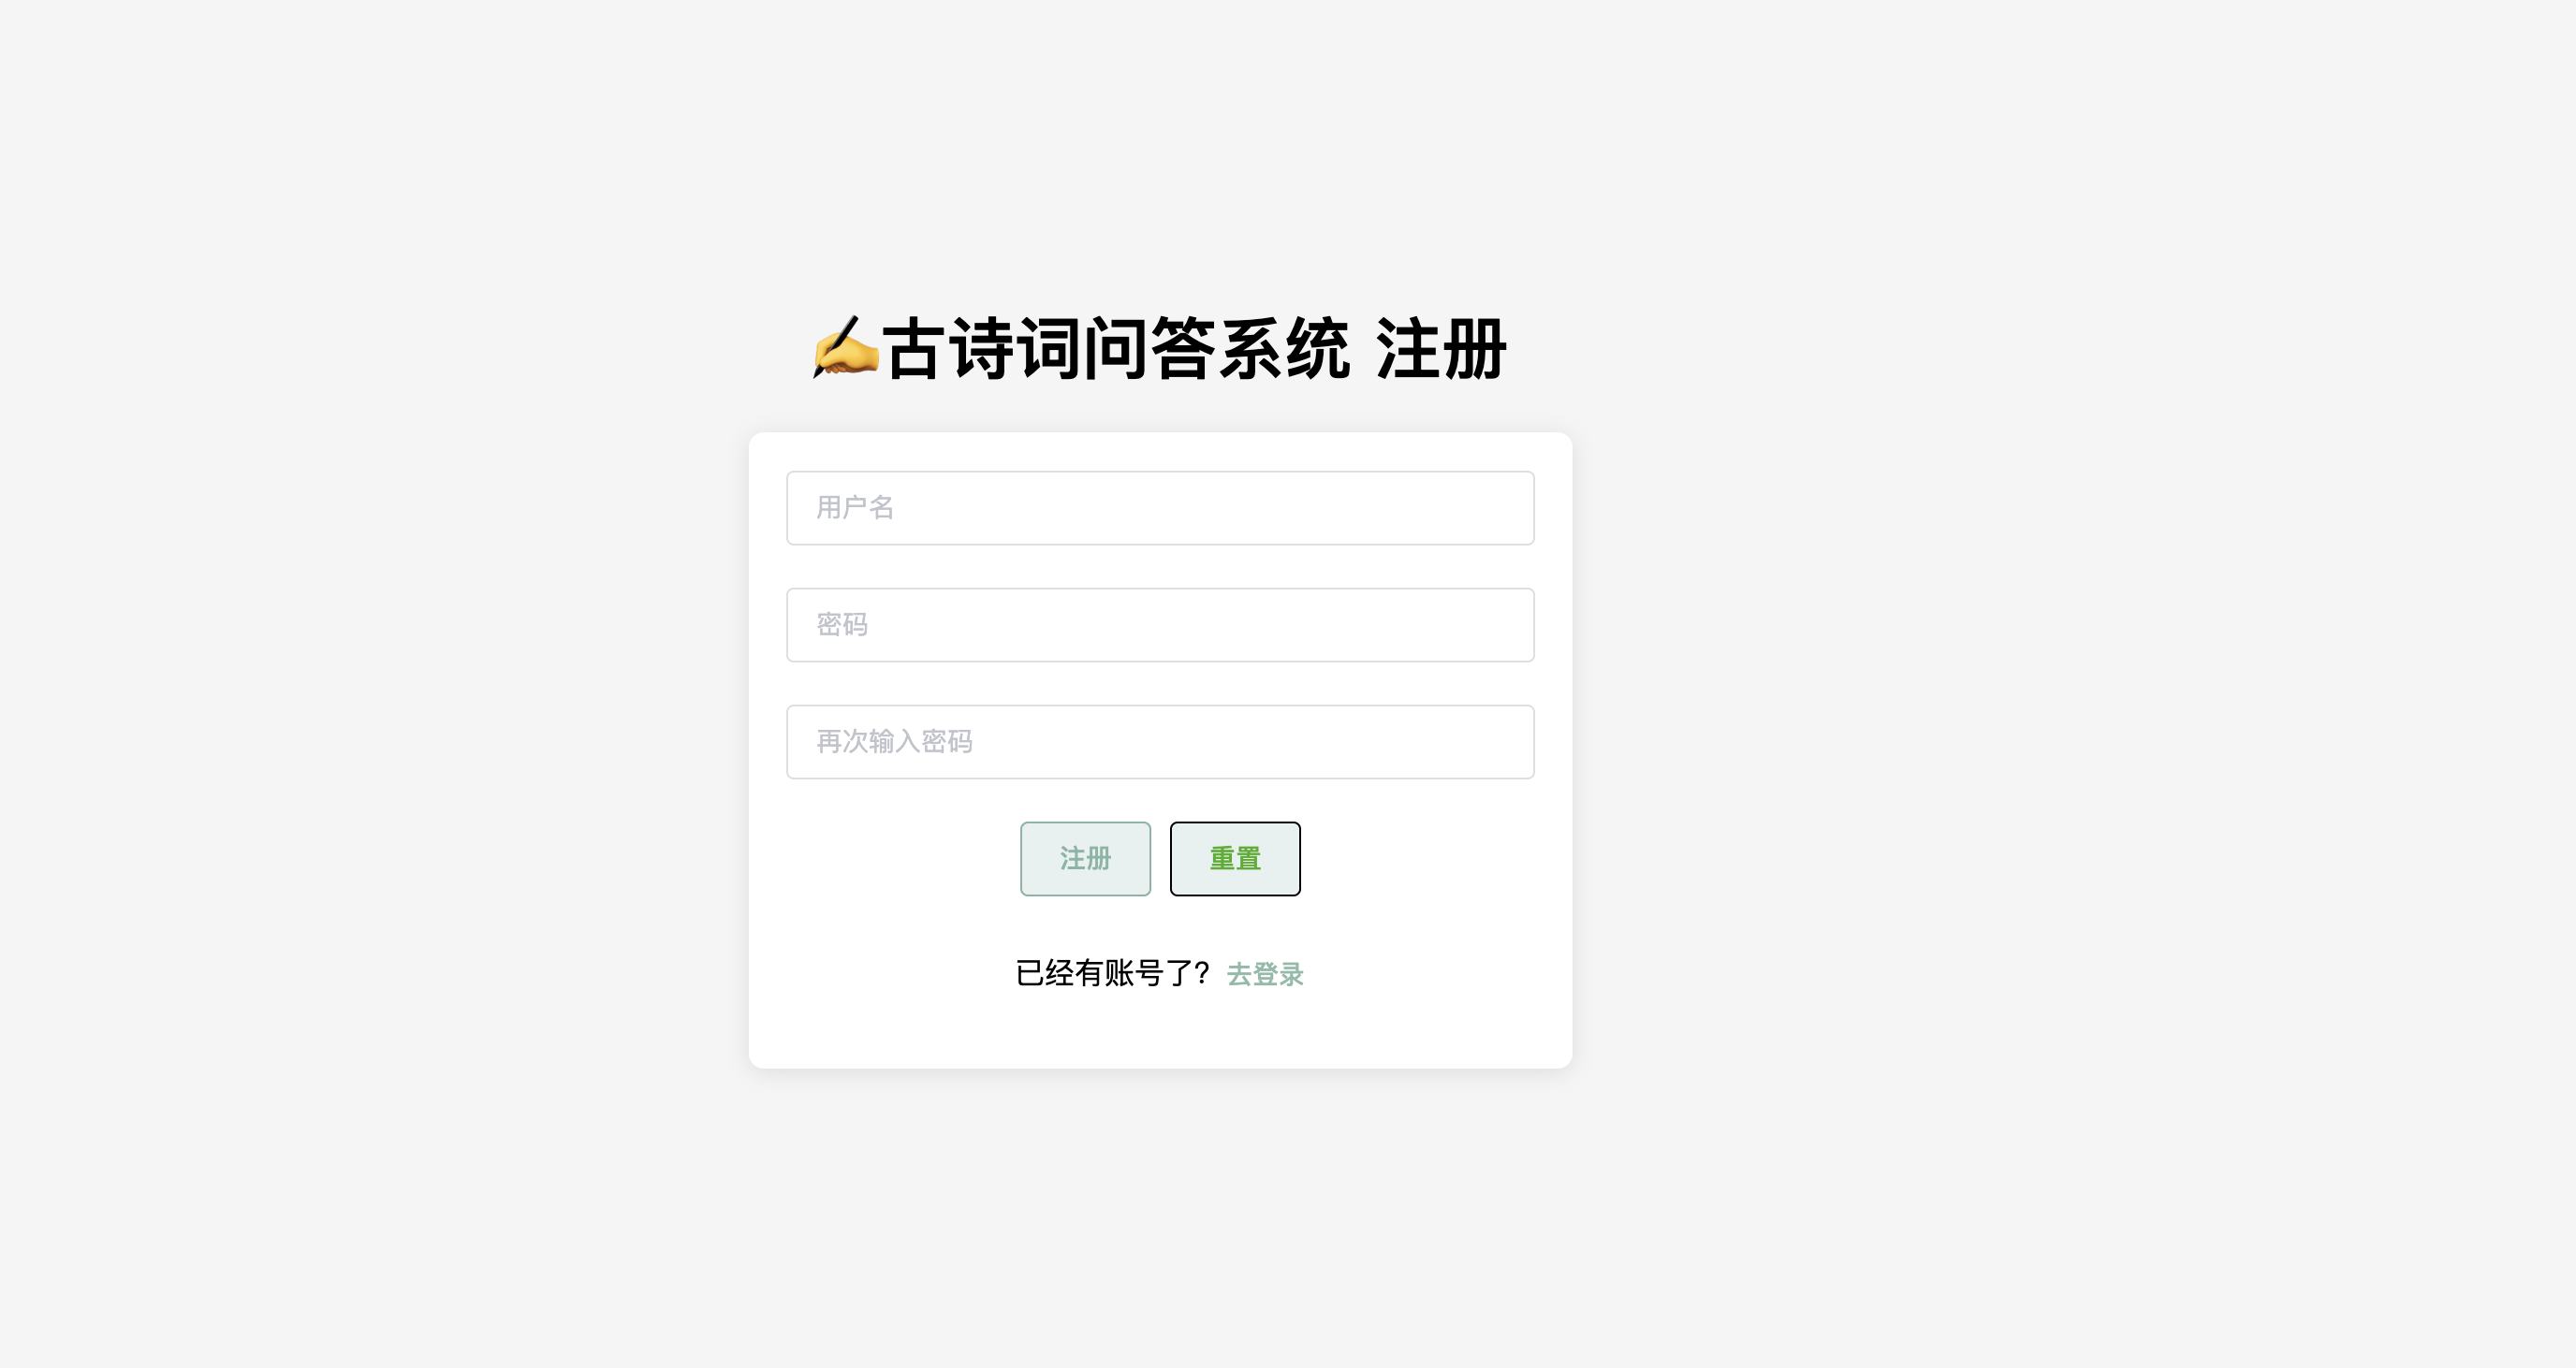 ✍️古诗词问答系统 注册
用户名
密码
再次输入密码
注册 重置
已经有账号了? 去登录